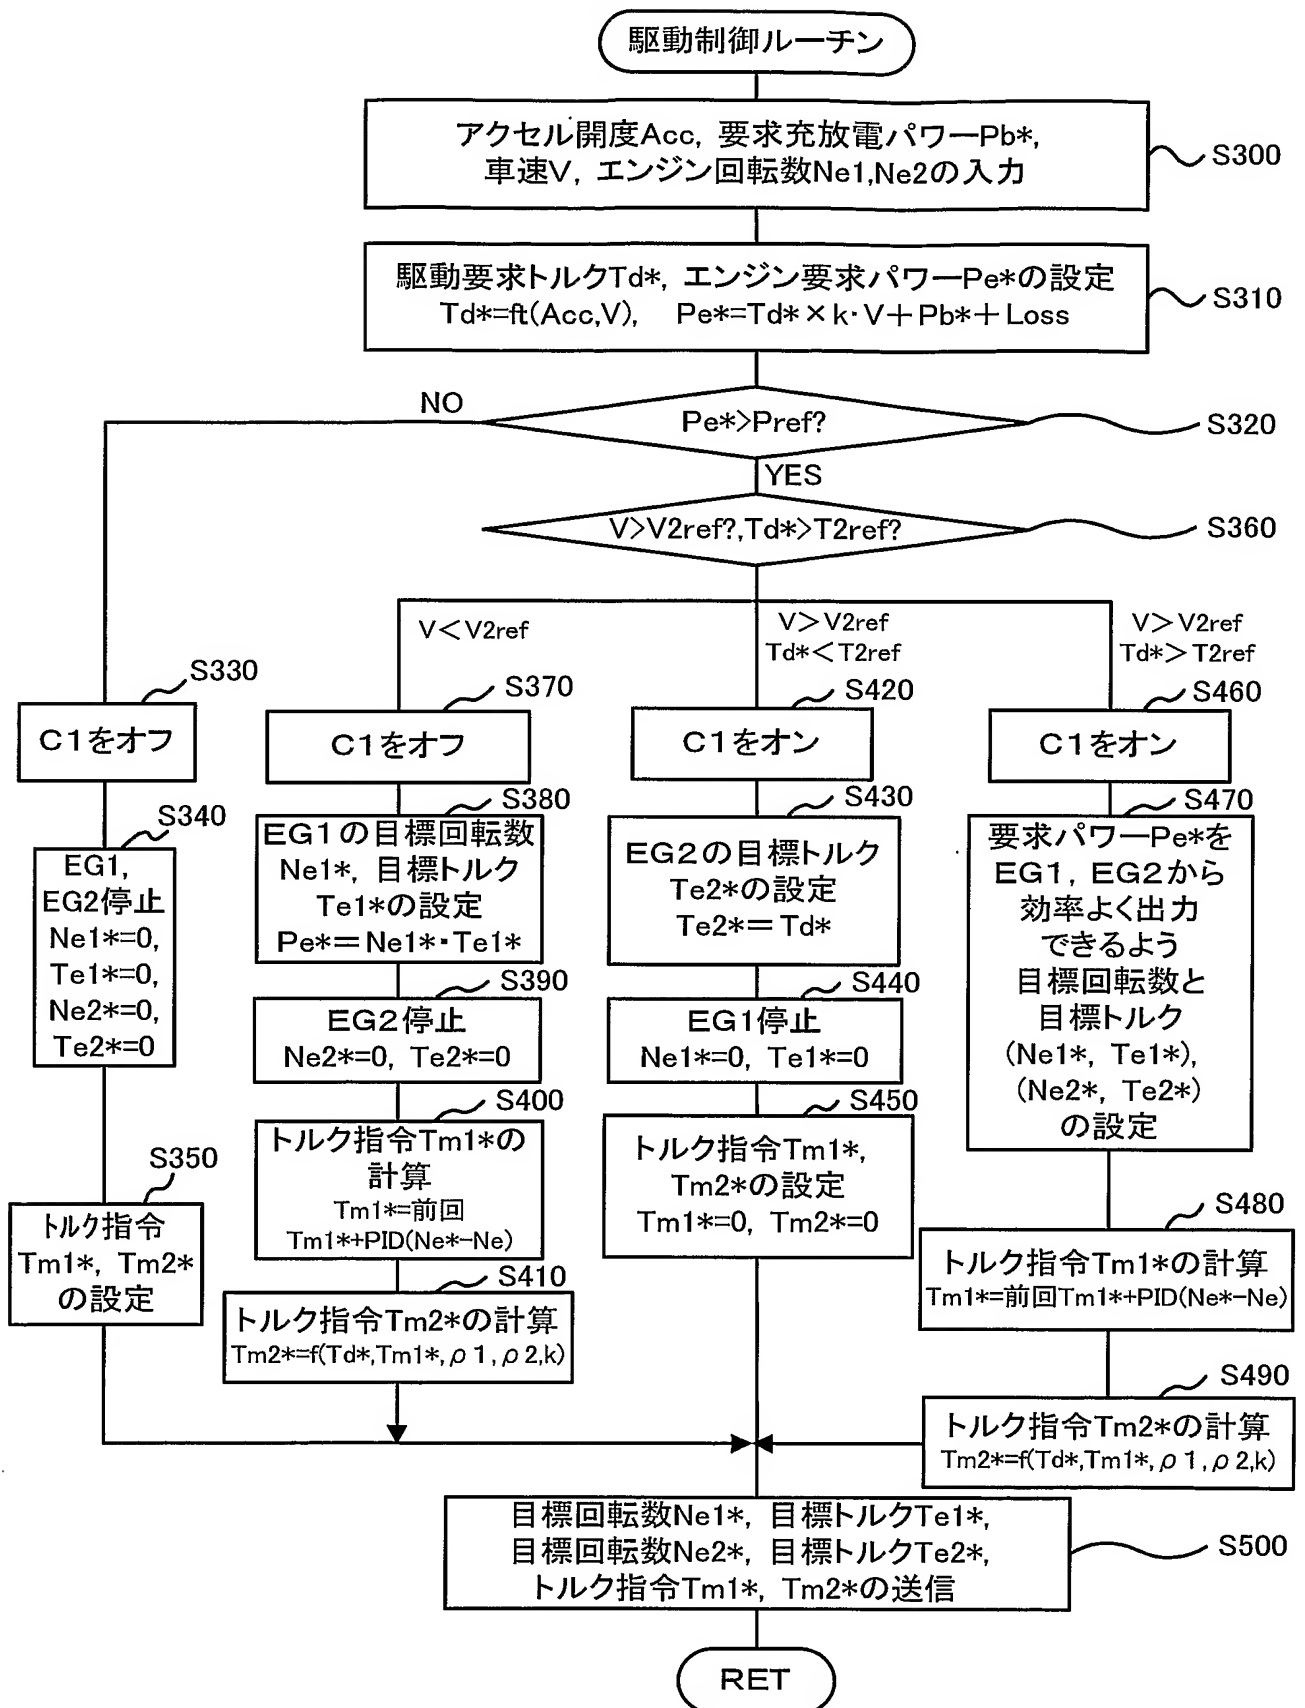 駆動制御ルーチン
アクセル開度Acc, 要求充放電パワーPb*,
車速V, エンジン回転数Ne1,Ne2の入力
S300
駆動要求トルクTd*, エンジン要求パワーPe*の設定
Td*=ft(Acc,V), Pe*=Td*×k・V+Pb*+Loss
S310
NO
Pe*>Pref?
S320
YES
V>V2ref?,Td*>T2ref?
S360
V<V2ref
V>V2ref
Td*<T2ref
V>V2ref
Td*>T2ref
S330
C1をオフ
S340
EG1,
EG2停止
Ne1*=0,
Te1*=0,
Ne2*=0,
Te2*=0
S350
トルク指令
Tm1*, Tm2*
の設定
S370
C1をオフ
S380
EG1の目標回転数
Ne1*, 目標トルク
Te1*の設定
Pe*=Ne1*・Te1*
S390
EG2停止
Ne2*=0, Te2*=0
S400
トルク指令Tm1*の
計算
Tm1*=前回
Tm1*+PID(Ne*-Ne)
S410
トルク指令Tm2*の計算
Tm2*=f(Td*,Tm1*,ρ1,ρ2,k)
S420
C1をオン
S430
EG2の目標トルク
Te2*の設定
Te2*=Td*
S440
EG1停止
Ne1*=0, Te1*=0
S450
トルク指令Tm1*,
Tm2*の設定
Tm1*=0, Tm2*=0
S460
C1をオン
S470
要求パワーPe*を
EG1, EG2から
効率よく出力
できるよう
目標回転数と
目標トルク
(Ne1*, Te1*),
(Ne2*, Te2*)
の設定
S480
トルク指令Tm1*の計算
Tm1*=前回Tm1*+PID(Ne*-Ne)
S490
トルク指令Tm2*の計算
Tm2*=f(Td*,Tm1*,ρ1,ρ2,k)
目標回転数Ne1*, 目標トルクTe1*,
目標回転数Ne2*, 目標トルクTe2*,
トルク指令Tm1*, Tm2*の送信
S500
RET